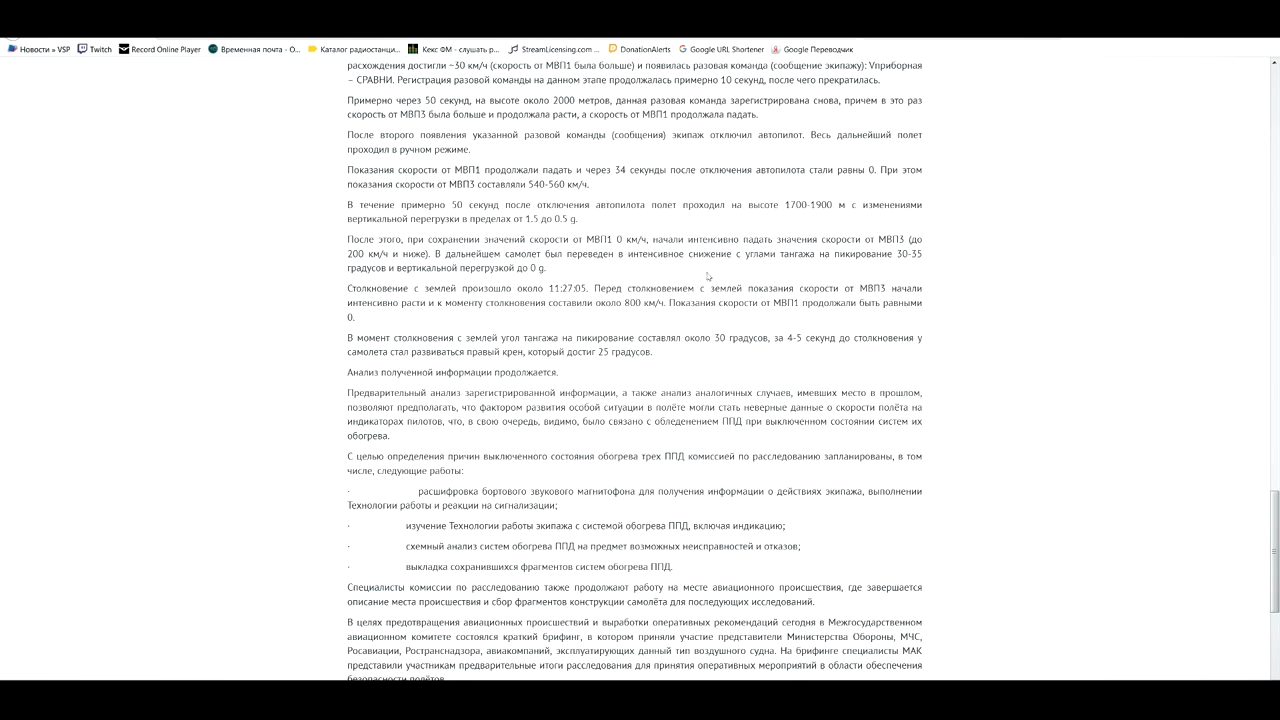 Новости » VSP Twitch Record Online Player Временная почта - О... Каталог радиостанци... Кекс ФМ - слушать р... StreamLicensing.com ... DonationAlerts Google URL Shortener Google Переводчик
расхождения достигли ~30 км/ч (скорость от МВП1 была больше) и появилась разовая команда (сообщение экипажу): Vприборная
– СРАВНИ. Регистрация разовой команды на данном этапе продолжалась примерно 10 секунд, после чего прекратилась.
Примерно через 50 секунд, на высоте около 2000 метров, данная разовая команда зарегистрирована снова, причем в это раз
скорость от МВП3 была больше и продолжала расти, а скорость от МВП1 продолжала падать.
После второго появления указанной разовой команды (сообщения) экипаж отключил автопилот. Весь дальнейший полет
проходил в ручном режиме.
Показания скорости от МВП1 продолжали падать и через 34 секунды после отключения автопилота стали равны 0. При этом
показания скорости от МВП3 составляли 540-560 км/ч.
В течение примерно 50 секунд после отключения автопилота полет проходил на высоте 1700-1900 м с изменениями
вертикальной перегрузки в пределах от 1.5 до 0.5 g.
После этого, при сохранении значений скорости от МВП1 0 км/ч, начали интенсивно падать значения скорости от МВП3 (до
200 км/ч и ниже). В дальнейшем самолет был переведен в интенсивное снижение с углами тангажа на пикирование 30-35
градусов и вертикальной перегрузкой до 0 g.
Столкновение с землей произошло около 11:27:05. Перед столкновением с землей показания скорости от МВП3 начали
интенсивно расти и к моменту столкновения составили около 800 км/ч. Показания скорости от МВП1 продолжали быть равными
0.
В момент столкновения с землей угол тангажа на пикирование составлял около 30 градусов, за 4-5 секунд до столкновения у
самолета стал развиваться правый крен, который достиг 25 градусов.
Анализ полученной информации продолжается.
Предварительный анализ зарегистрированной информации, а также анализ аналогичных случаев, имевших место в прошлом,
позволяют предполагать, что фактором развития особой ситуации в полёте могли стать неверные данные о скорости полёта на
индикаторах пилотов, что, в свою очередь, видимо, было связано с обледенением ППД при выключенном состоянии систем их
обогрева.
С целью определения причин выключенного состояния обогрева трех ППД комиссией по расследованию запланированы, в том
числе, следующие работы:
· расшифровка бортового звукового магнитофона для получения информации о действиях экипажа, выполнении
Технологии работы и реакции на сигнализации;
· изучение Технологии работы экипажа с системой обогрева ППД, включая индикацию;
· схемный анализ систем обогрева ППД на предмет возможных неисправностей и отказов;
· выкладка сохранившихся фрагментов систем обогрева ППД.
Специалисты комиссии по расследованию также продолжают работу на месте авиационного происшествия, где завершается
описание места происшествия и сбор фрагментов конструкции самолёта для последующих исследований.
В целях предотвращения авиационных происшествий и выработки оперативных рекомендаций сегодня в Межгосударственном
авиационном комитете состоялся краткий брифинг, в котором приняли участие представители Министерства Обороны, МЧС,
Росавиации, Ространснадзора, авиакомпаний, эксплуатирующих данный тип воздушного судна. На брифинге специалисты МАК
представили участникам предварительные итоги расследования для принятия оперативных мероприятий в области обеспечения
безопасности полётов.